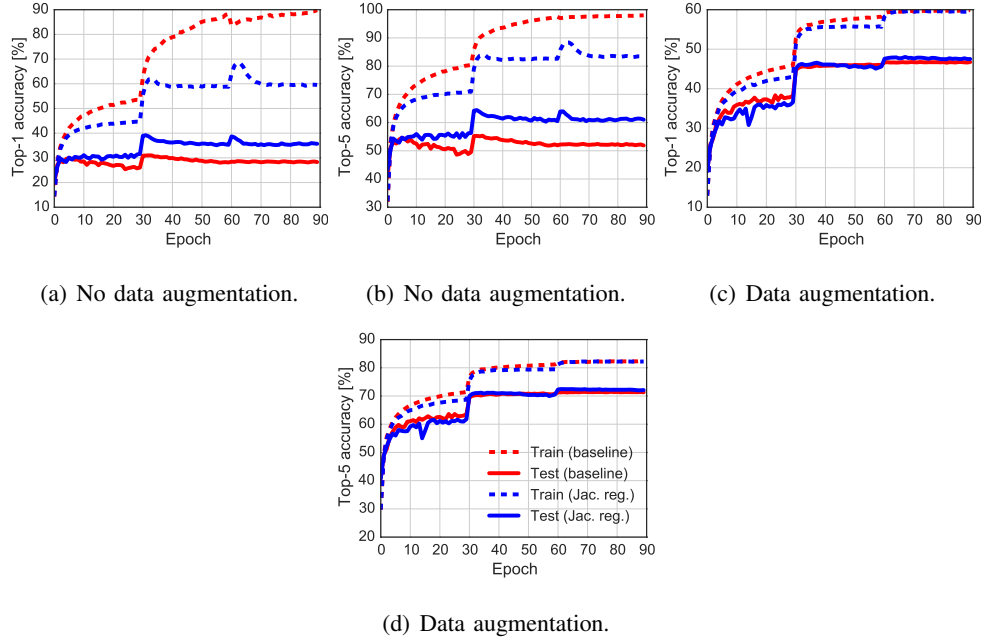 Top-1 accuracy [%]
90
80
70
60
50
40
30
20
10
0 10 20 30 40 50 60 70 80 90
Epoch
(a) No data augmentation.
Top-5 accuracy [%]
100
90
80
70
60
50
40
30
0 10 20 30 40 50 60 70 80 90
Epoch
(b) No data augmentation.
Top-1 accuracy [%]
60
50
40
30
20
10
0 10 20 30 40 50 60 70 80 90
Epoch
(c) Data augmentation.
Top-5 accuracy [%]
90
80
70
60
50
40
30
20
Train (baseline)
Test (baseline)
Train (Jac. reg.)
Test (Jac. reg.)
0 10 20 30 40 50 60 70 80 90
Epoch
(d) Data augmentation.